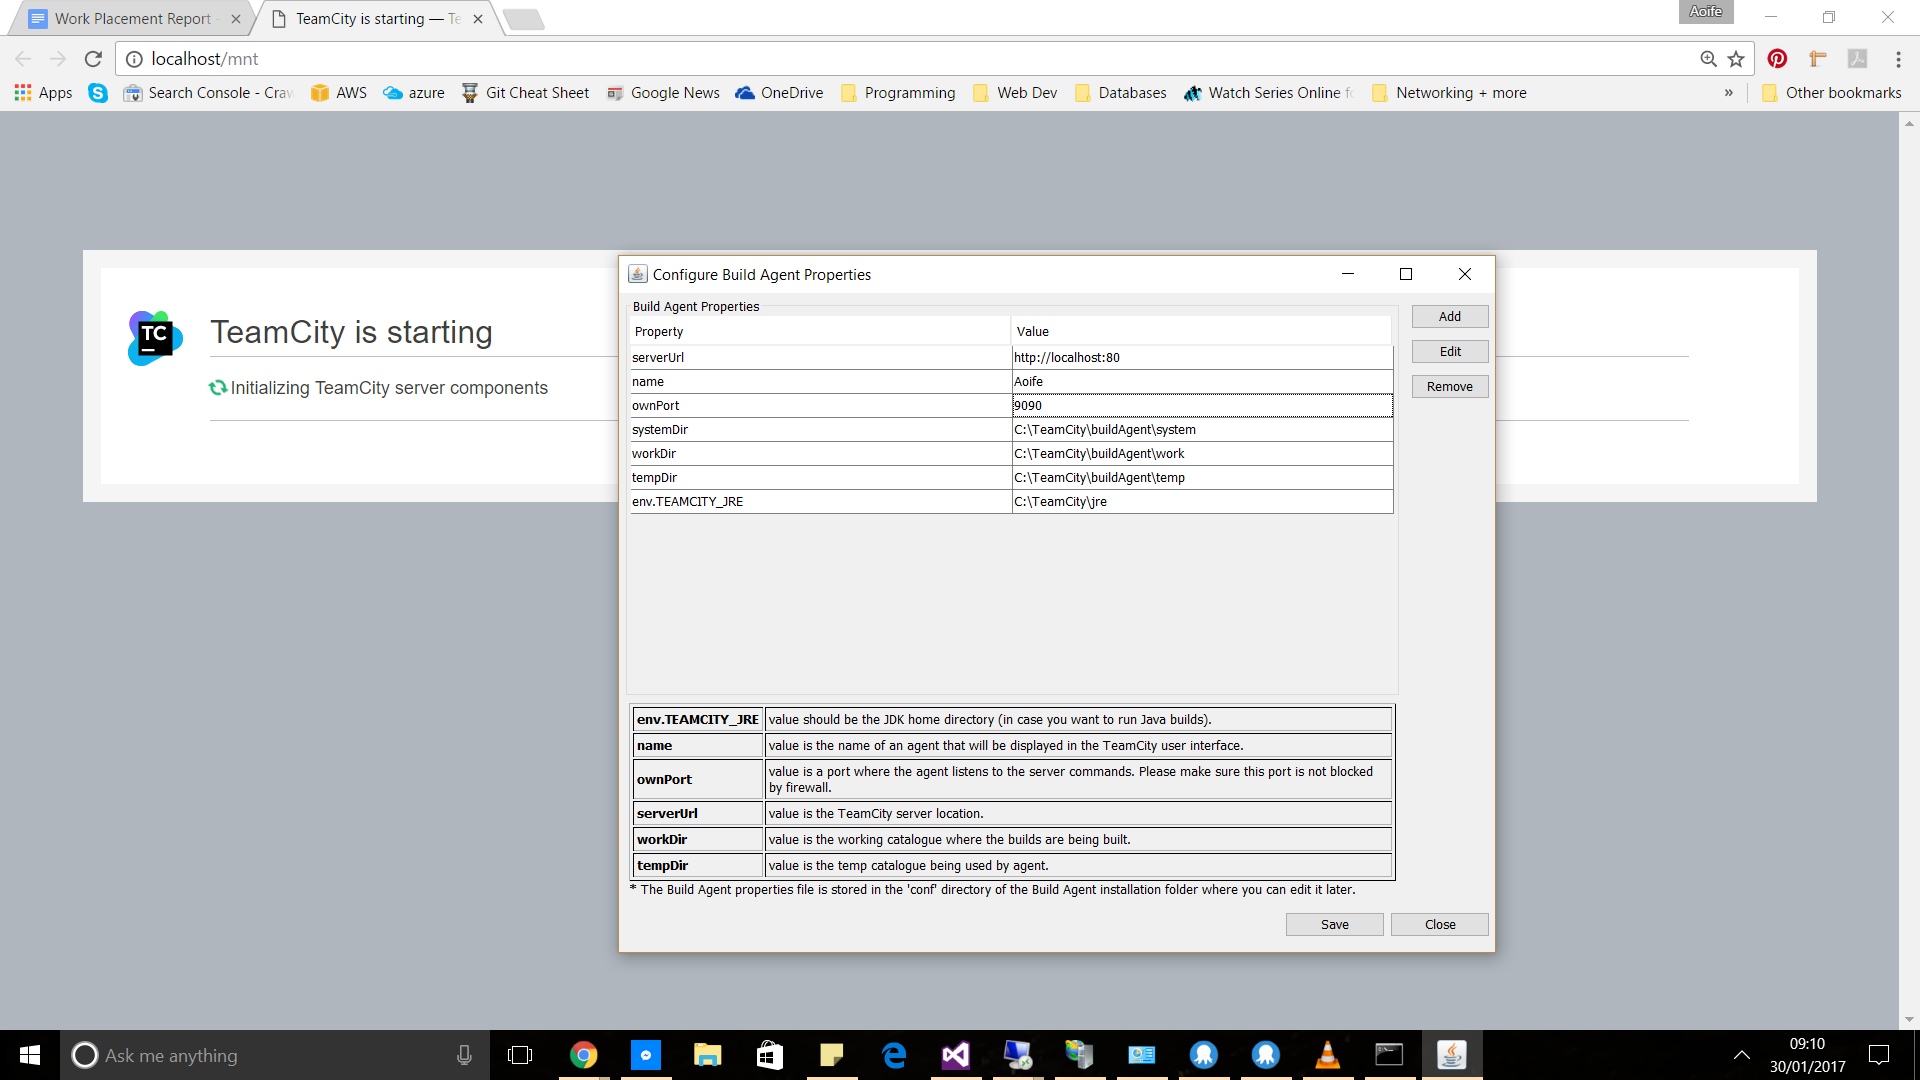 Work Placement Report
TeamCity is starting — Te
Aoife
localhost/mnt
Apps
Search Console - Craw
AWS
azure
Git Cheat Sheet
Google News
OneDrive
Programming
Web Dev
Databases
Watch Series Online fo
Networking + more
»
Other bookmarks
TC
TeamCity is starting
Initializing TeamCity server components
Configure Build Agent Properties
Build Agent Properties
Property Value
serverUrl http://localhost:80
name Aoife
ownPort 9090
systemDir C:\TeamCity\buildAgent\system
workDir C:\TeamCity\buildAgent\work
tempDir C:\TeamCity\buildAgent\temp
env.TEAMCITY_JRE C:\TeamCity\jre
Add
Edit
Remove
env.TEAMCITY_JRE value should be the JDK home directory (in case you want to run Java builds).
name value is the name of an agent that will be displayed in the TeamCity user interface.
ownPort value is a port where the agent listens to the server commands. Please make sure this port is not blocked
by firewall.
serverUrl value is the TeamCity server location.
workDir value is the working catalogue where the builds are being built.
tempDir value is the temp catalogue being used by agent.
* The Build Agent properties file is stored in the 'conf' directory of the Build Agent installation folder where you can edit it later.
Save
Close
Ask me anything
09:10
30/01/2017